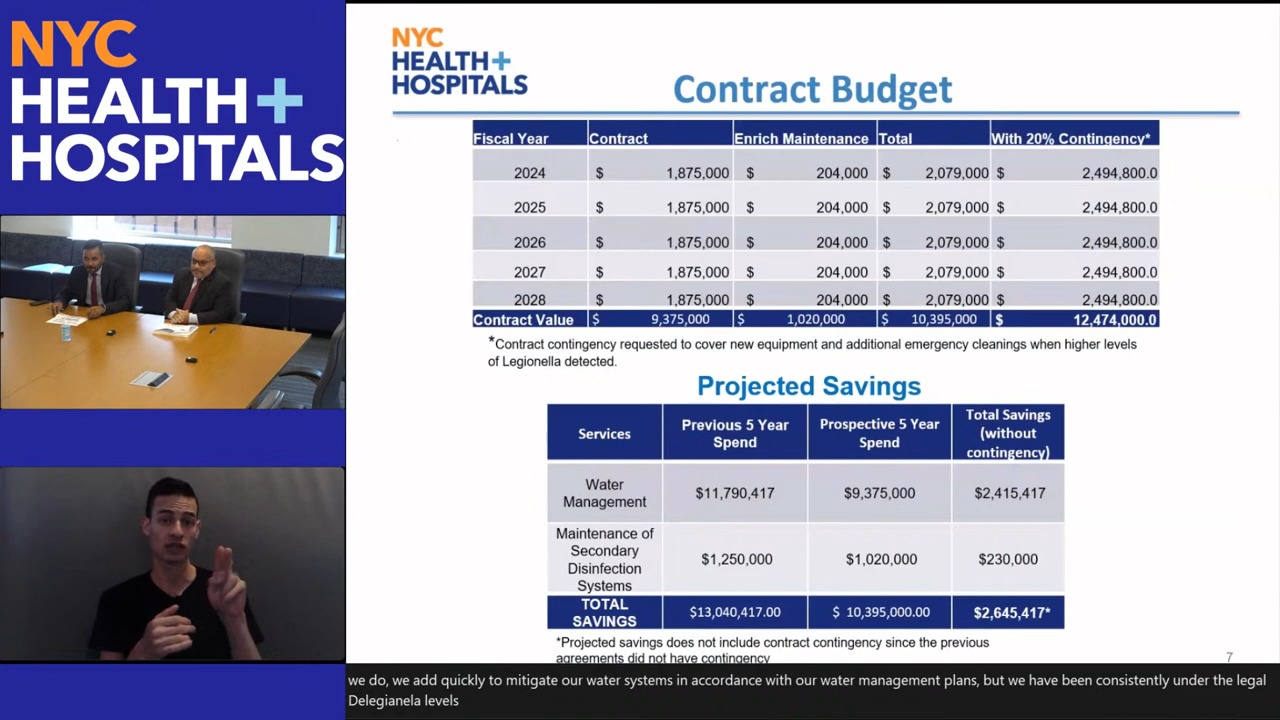 NYC
HEALTH+
HOSPITALS
NYC
HEALTH+
HOSPITALS
Contract Budget
Fiscal Year Contract Enrich Maintenance Total With 20% Contingency*
2024 $ 1,875,000 $ 204,000 $ 2,079,000 $ 2,494,800.0
2025 $ 1,875,000 $ 204,000 $ 2,079,000 $ 2,494,800.0
2026 $ 1,875,000 $ 204,000 $ 2,079,000 $ 2,494,800.0
2027 $ 1,875,000 $ 204,000 $ 2,079,000 $ 2,494,800.0
2028 $ 1,875,000 $ 204,000 $ 2,079,000 $ 2,494,800.0
Contract Value $ 9,375,000 $ 1,020,000 $ 10,395,000 $ 12,474,000.0
*Contract contingency requested to cover new equipment and additional emergency cleanings when higher levels
of Legionella detected.
Projected Savings
Services
Previous 5 Year
Spend
Prospective 5 Year
Spend
Total Savings
(without
contingency)
Water
Management
$11,790,417
$9,375,000
$2,415,417
Maintenance of
Secondary
Disinfection
Systems
$1,250,000
$1,020,000
$230,000
TOTAL
SAVINGS
$13,040,417.00
$ 10,395,000.00
$2,645,417*
*Projected savings does not include contract contingency since the previous
agreements did not have contingency
7
we do, we add quickly to mitigate our water systems in accordance with our water management plans, but we have been consistently under the legal
Delegianela levels